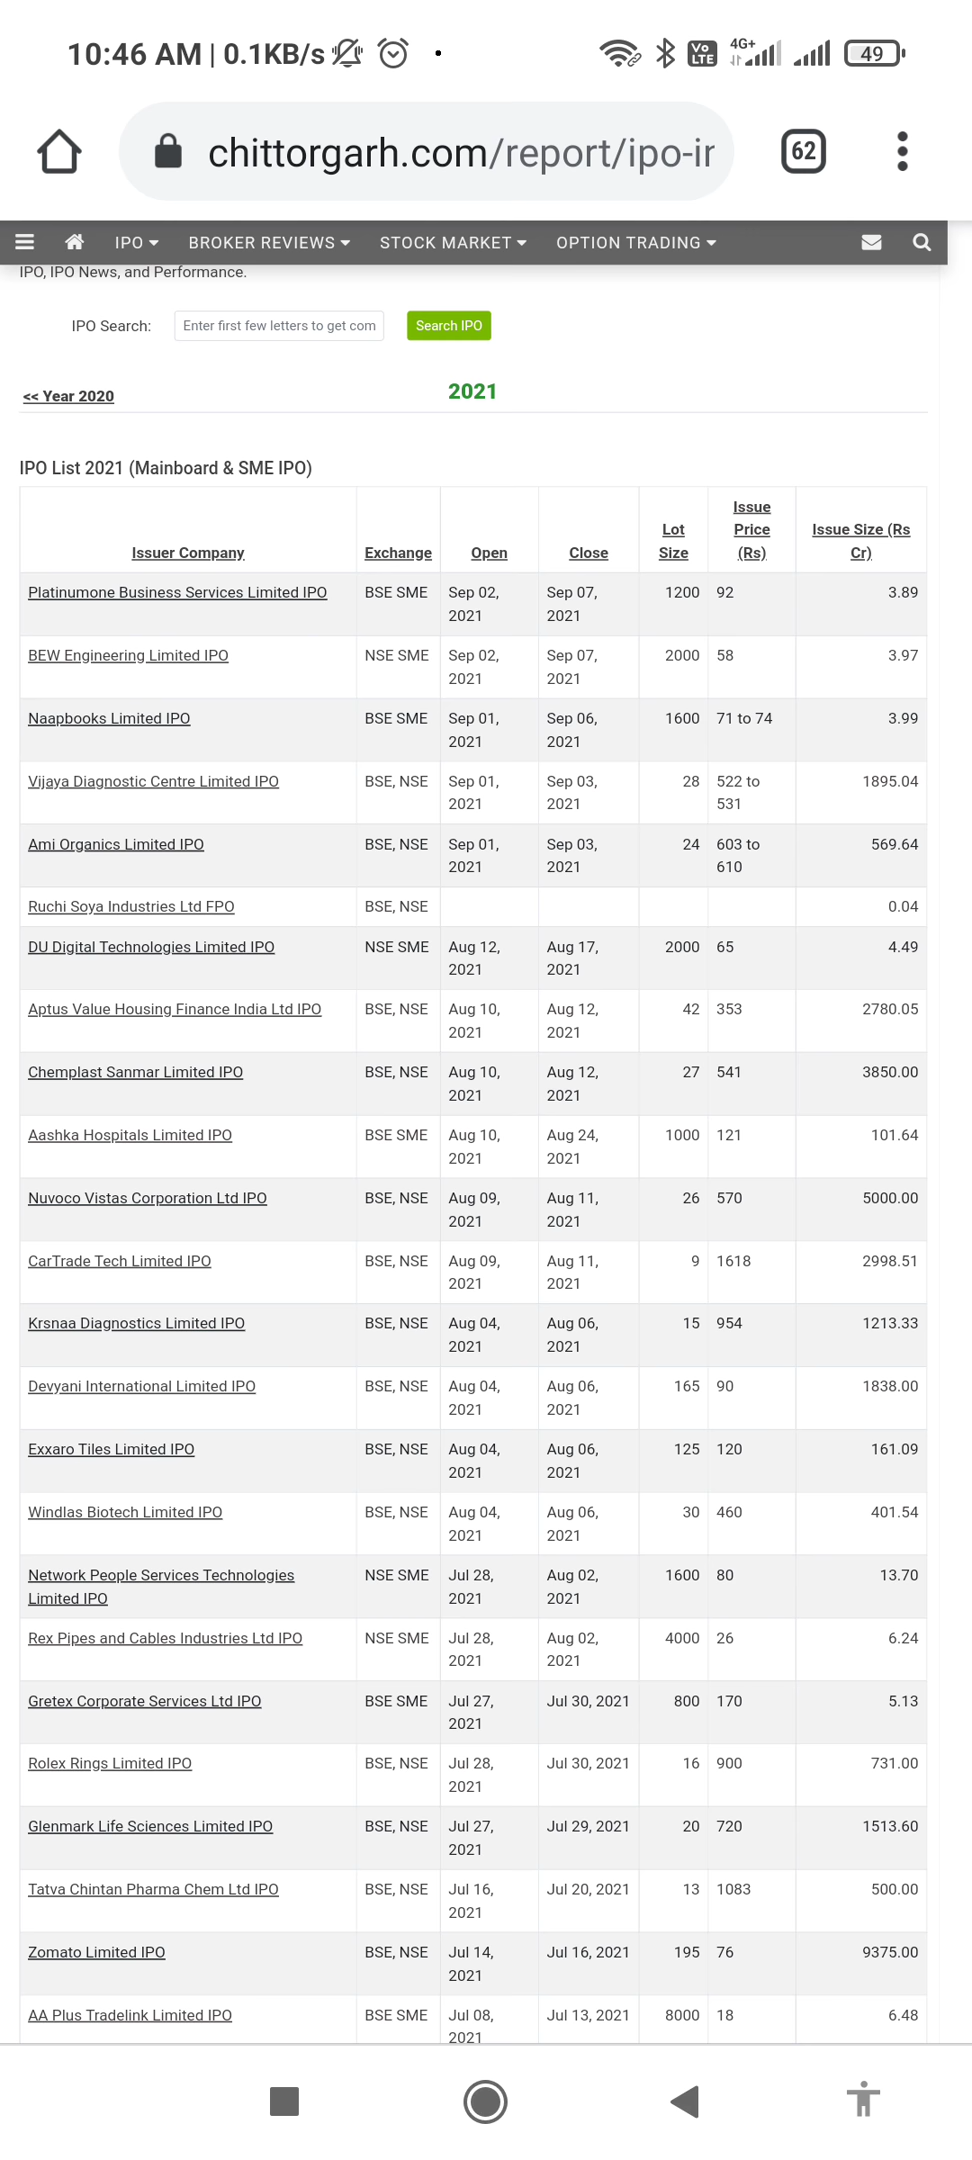 10:46 AM | 0.1KB/s
Vo LTE 4G+ 49
chittorgarh.com/report/ipo-ir
62
IPO BROKER REVIEWS STOCK MARKET OPTION TRADING
IPO, IPO News, and Performance.
IPO Search: Enter first few letters to get com Search IPO
<< Year 2020 2021
IPO List 2021 (Mainboard & SME IPO)
Issuer Company Exchange Open Close Lot Size Issue Price (Rs) Issue Size (Rs Cr)
Platinumone Business Services Limited IPO BSE SME Sep 02, 2021 Sep 07, 2021 1200 92 3.89
BEW Engineering Limited IPO NSE SME Sep 02, 2021 Sep 07, 2021 2000 58 3.97
Naapbooks Limited IPO BSE SME Sep 01, 2021 Sep 06, 2021 1600 71 to 74 3.99
Vijaya Diagnostic Centre Limited IPO BSE, NSE Sep 01, 2021 Sep 03, 2021 28 522 to 531 1895.04
Ami Organics Limited IPO BSE, NSE Sep 01, 2021 Sep 03, 2021 24 603 to 610 569.64
Ruchi Soya Industries Ltd FPO BSE, NSE 0.04
DU Digital Technologies Limited IPO NSE SME Aug 12, 2021 Aug 17, 2021 2000 65 4.49
Aptus Value Housing Finance India Ltd IPO BSE, NSE Aug 10, 2021 Aug 12, 2021 42 353 2780.05
Chemplast Sanmar Limited IPO BSE, NSE Aug 10, 2021 Aug 12, 2021 27 541 3850.00
Aashka Hospitals Limited IPO BSE SME Aug 10, 2021 Aug 24, 2021 1000 121 101.64
Nuvoco Vistas Corporation Ltd IPO BSE, NSE Aug 09, 2021 Aug 11, 2021 26 570 5000.00
CarTrade Tech Limited IPO BSE, NSE Aug 09, 2021 Aug 11, 2021 9 1618 2998.51
Krsnaa Diagnostics Limited IPO BSE, NSE Aug 04, 2021 Aug 06, 2021 15 954 1213.33
Devyani International Limited IPO BSE, NSE Aug 04, 2021 Aug 06, 2021 165 90 1838.00
Exxaro Tiles Limited IPO BSE, NSE Aug 04, 2021 Aug 06, 2021 125 120 161.09
Windlas Biotech Limited IPO BSE, NSE Aug 04, 2021 Aug 06, 2021 30 460 401.54
Network People Services Technologies Limited IPO NSE SME Jul 28, 2021 Aug 02, 2021 1600 80 13.70
Rex Pipes and Cables Industries Ltd IPO NSE SME Jul 28, 2021 Aug 02, 2021 4000 26 6.24
Gretex Corporate Services Ltd IPO BSE SME Jul 27, 2021 Jul 30, 2021 800 170 5.13
Rolex Rings Limited IPO BSE, NSE Jul 28, 2021 Jul 30, 2021 16 900 731.00
Glenmark Life Sciences Limited IPO BSE, NSE Jul 27, 2021 Jul 29, 2021 20 720 1513.60
Tatva Chintan Pharma Chem Ltd IPO BSE, NSE Jul 16, 2021 Jul 20, 2021 13 1083 500.00
Zomato Limited IPO BSE, NSE Jul 14, 2021 Jul 16, 2021 195 76 9375.00
AA Plus Tradelink Limited IPO BSE SME Jul 08, 2021 Jul 13, 2021 8000 18 6.48